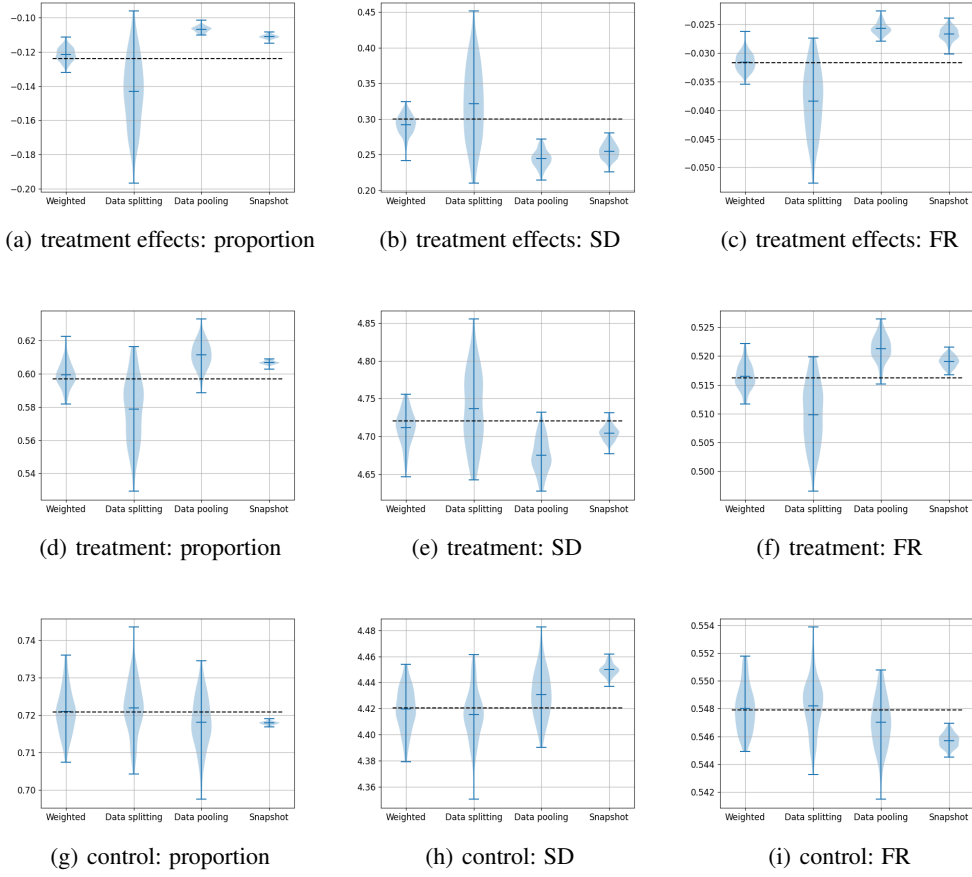 −0.10
−0.12
−0.14
−0.16
−0.18
−0.20
Weighted Data splitting Data pooling Snapshot
(a) treatment effects: proportion
0.45
0.40
0.35
0.30
0.25
0.20
Weighted Data splitting Data pooling Snapshot
(b) treatment effects: SD
−0.025
−0.030
−0.035
−0.040
−0.045
−0.050
Weighted Data splitting Data pooling Snapshot
(c) treatment effects: FR
0.62
0.60
0.58
0.56
0.54
Weighted Data splitting Data pooling Snapshot
(d) treatment: proportion
4.85
4.80
4.75
4.70
4.65
Weighted Data splitting Data pooling Snapshot
(e) treatment: SD
0.525
0.520
0.515
0.510
0.505
0.500
Weighted Data splitting Data pooling Snapshot
(f) treatment: FR
0.74
0.73
0.72
0.71
0.70
Weighted Data splitting Data pooling Snapshot
(g) control: proportion
4.48
4.46
4.44
4.42
4.40
4.38
4.36
Weighted Data splitting Data pooling Snapshot
(h) control: SD
0.554
0.552
0.550
0.548
0.546
0.544
0.542
Weighted Data splitting Data pooling Snapshot
(i) control: FR